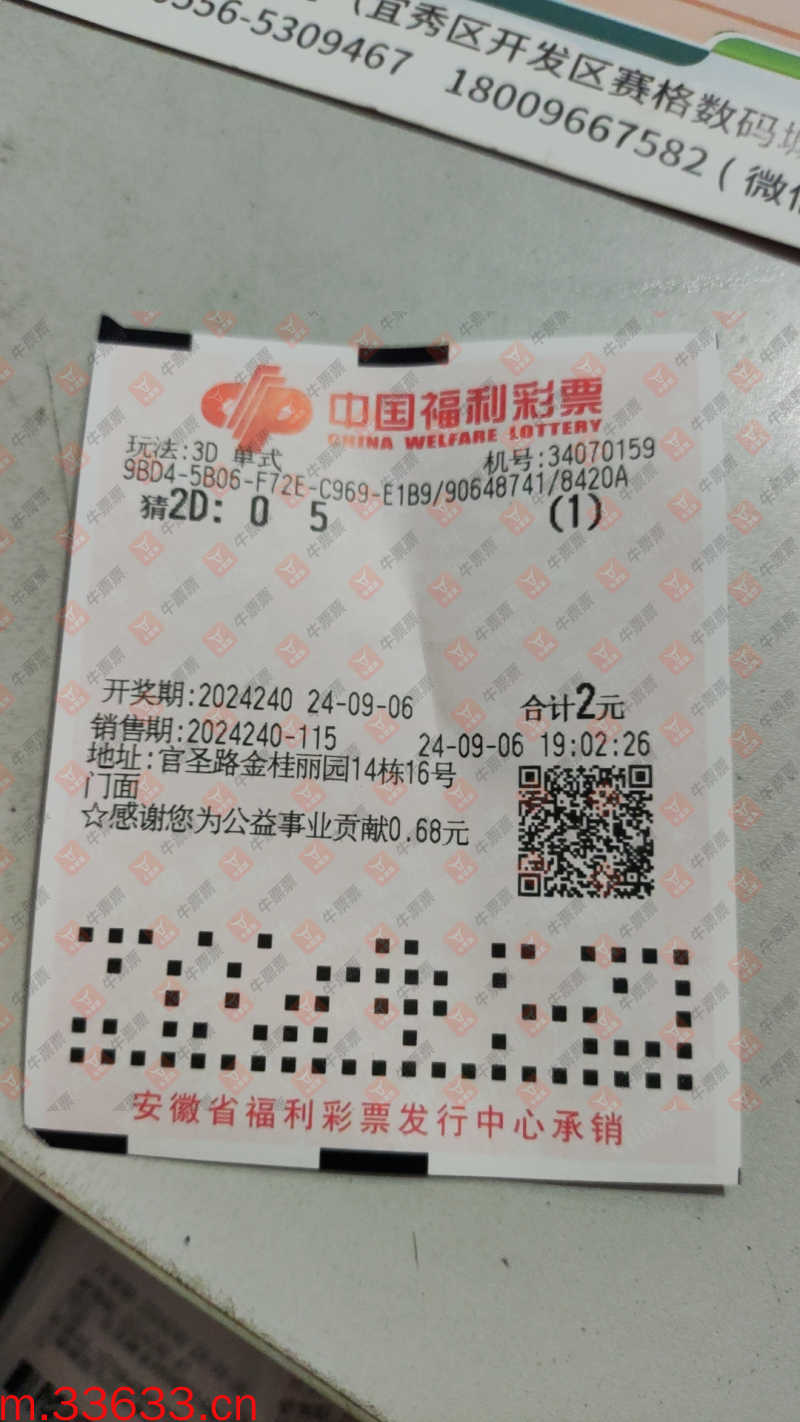 （宜秀区开发区赛格数码城
0556-5309467 18009667582（微信
中国福利彩票
CHINA WELFARE LOTTERY
玩法:3D 单式 机号:34070159
9BD4-5B06-F72E-C969-E1B9/90648741/8420A
猜2D: 0 5 (1)
开奖期:2024240 24-09-06 合计2元
销售期:2024240-115 24-09-06 19:02:26
地址:官圣路金桂丽园14栋16号
门面
☆感谢您为公益事业贡献0.68元
安徽省福利彩票发行中心承销
牛票票
m.33633.cn